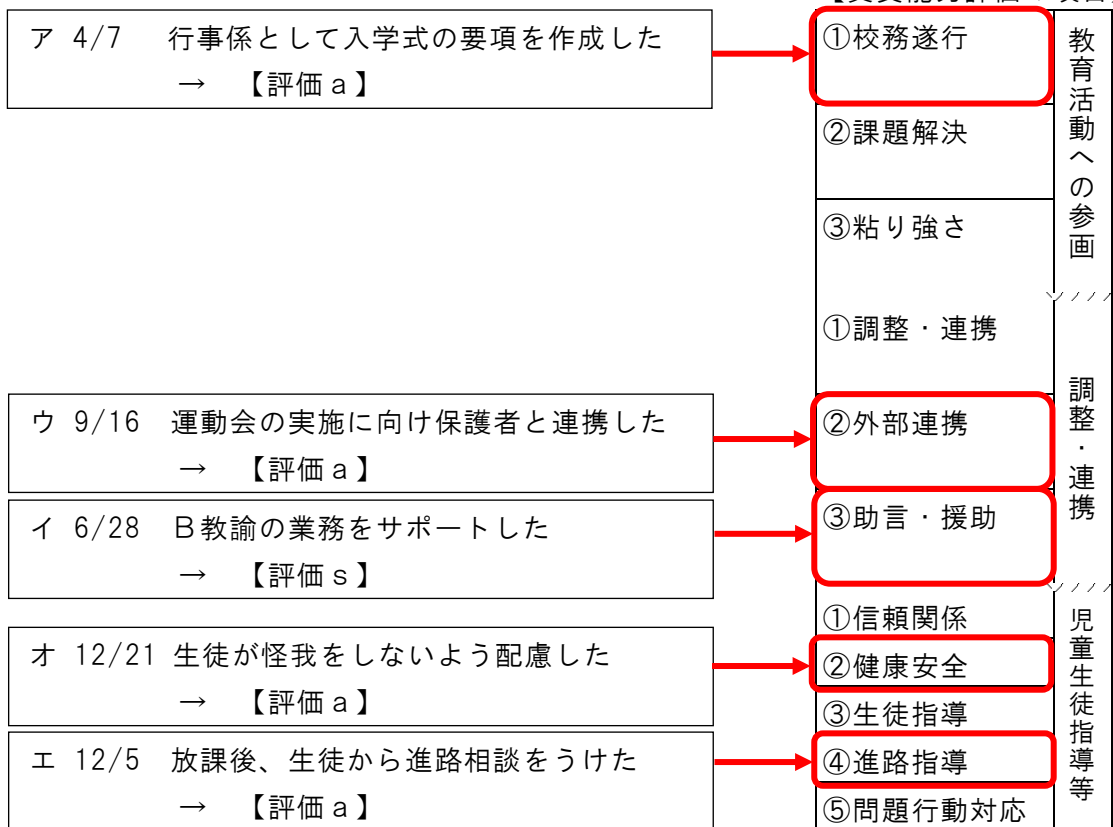 ア 4/7 行事係として入学式の要項を作成した
→ 【評価ａ】
ウ 9/16 運動会の実施に向け保護者と連携した
→ 【評価ａ】
イ 6/28 Ｂ教諭の業務をサポートした
→ 【評価ｓ】
オ 12/21 生徒が怪我をしないよう配慮した
→ 【評価ａ】
エ 12/5 放課後、生徒から進路相談をうけた
→ 【評価ａ】
①校務遂行
②課題解決
③粘り強さ
①調整・連携
②外部連携
③助言・援助
①信頼関係
②健康安全
③生徒指導
④進路指導
⑤問題行動対応
教育活動への参画
調整・連携
児童生徒指導等